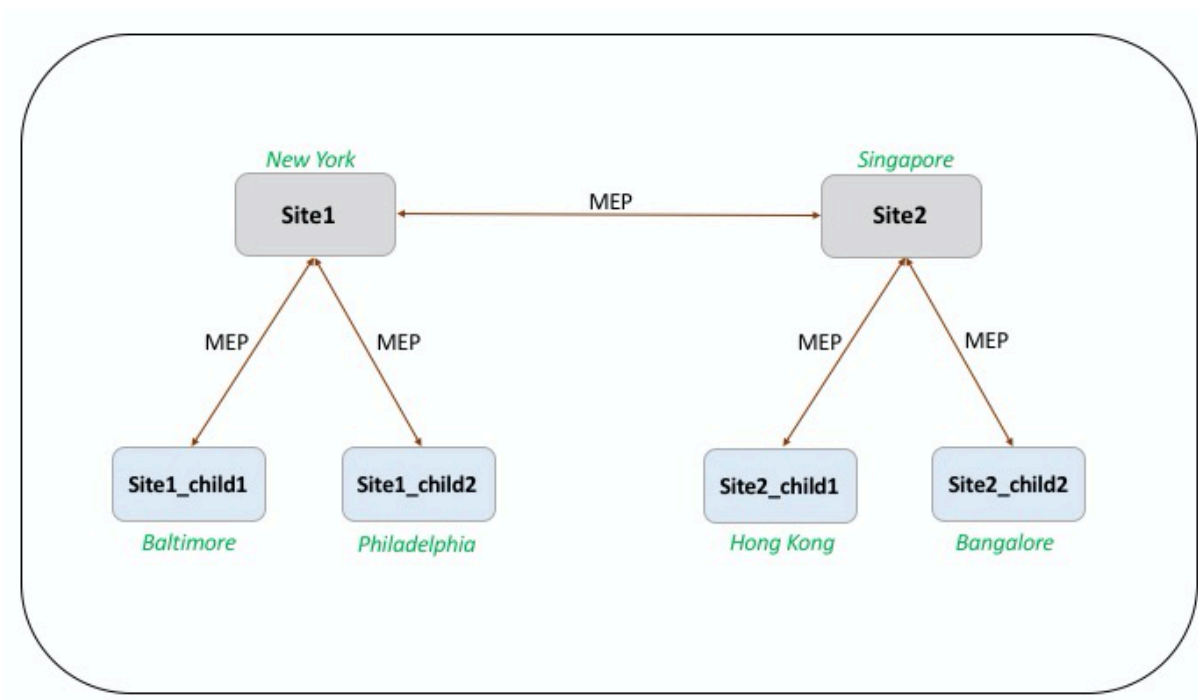 New York
Singapore
Site1
MEP
Site2
MEP
MEP
MEP
MEP
Site1_child1
Site1_child2
Site2_child1
Site2_child2
Baltimore
Philadelphia
Hong Kong
Bangalore